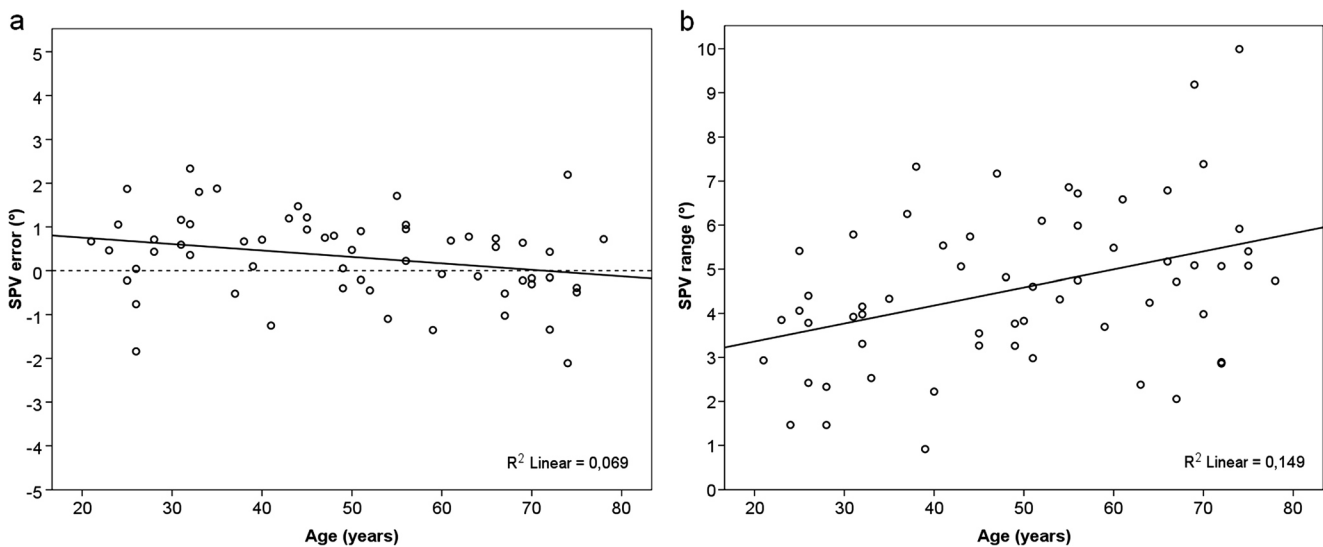 a
5
4
3
2
1
0
-1
-2
-3
-4
-5
SPV error (°)
R² Linear = 0,069
20 30 40 50 60 70 80
Age (years)
b
10
9
8
7
6
5
4
3
2
1
0
SPV range (°)
R² Linear = 0,149
20 30 40 50 60 70 80
Age (years)